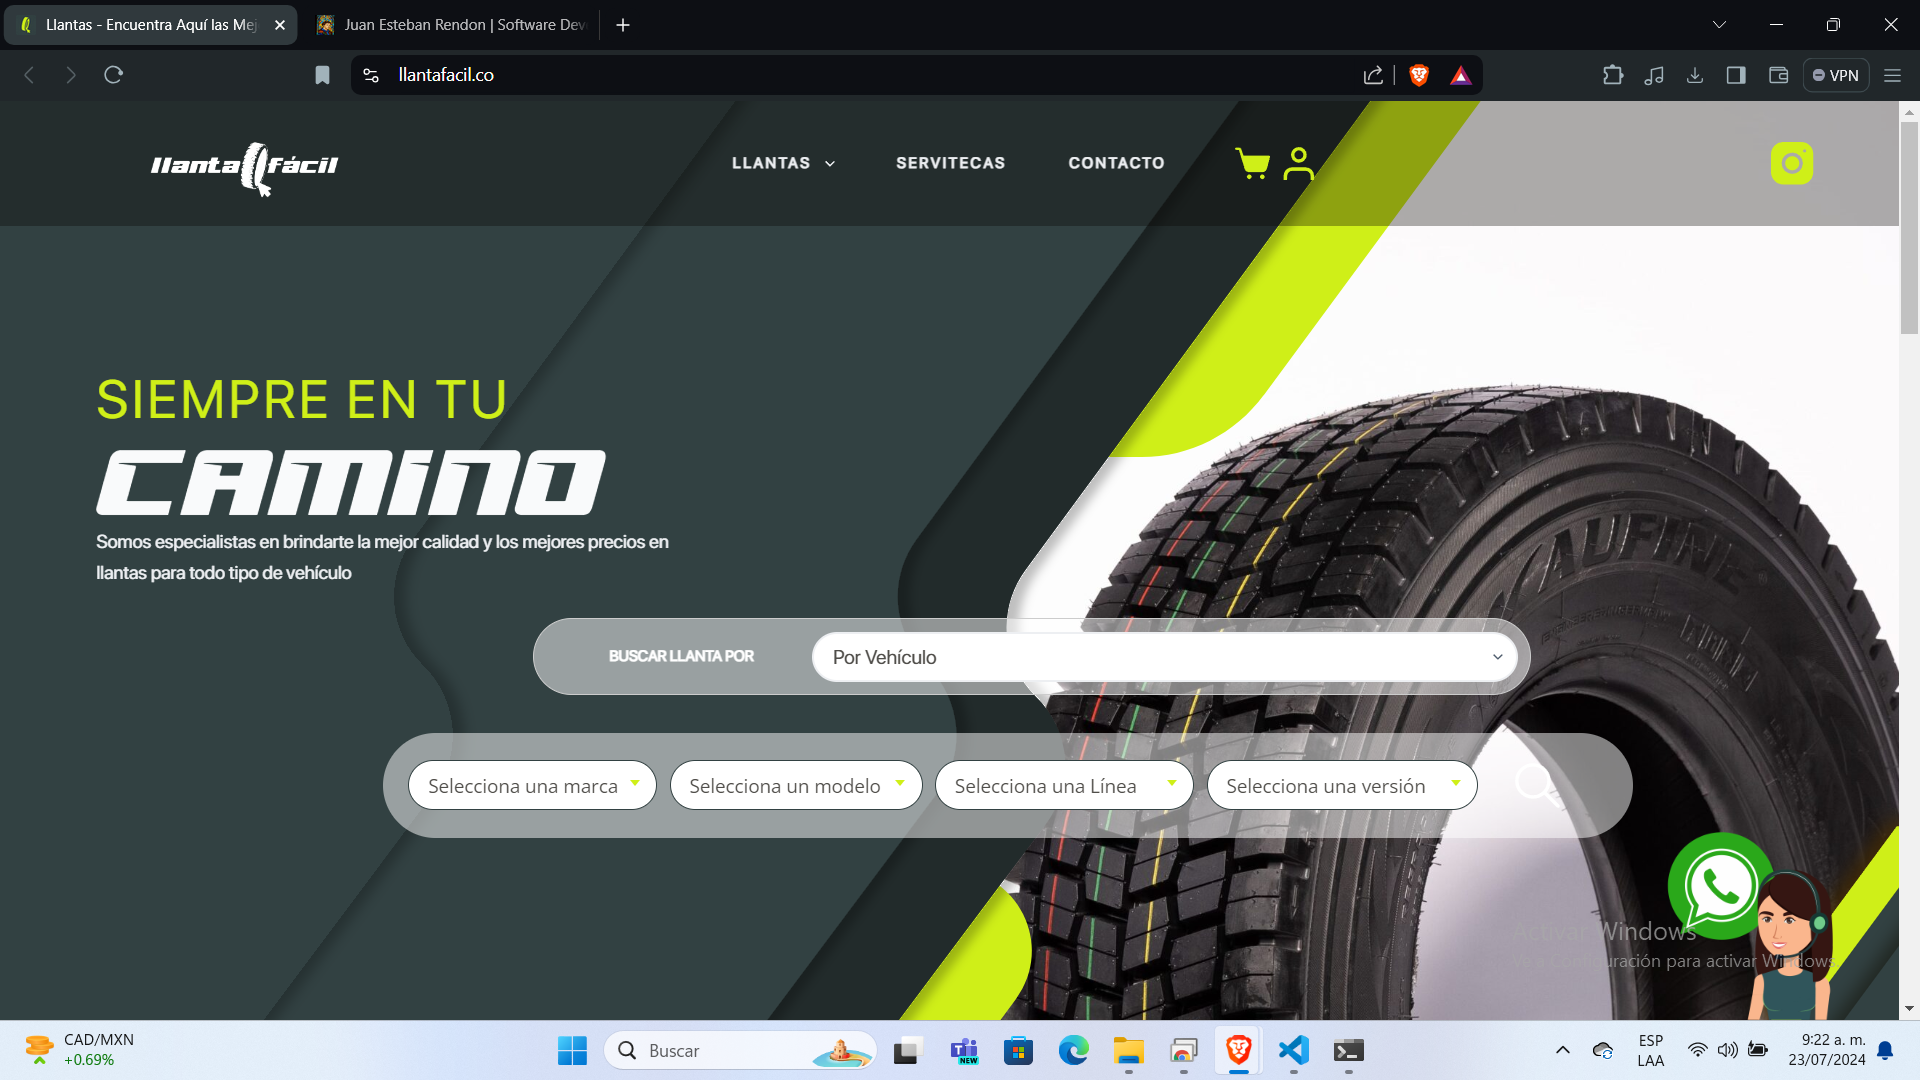 Llantas - Encuentra Aquí las Mej
Juan Esteban Rendon | Software Dev
llantafacil.co
VPN
llanta fácil
LLANTAS
SERVITECAS
CONTACTO
SIEMPRE EN TU
CAMINO
Somos especialistas en brindarte la mejor calidad y los mejores precios en
llantas para todo tipo de vehículo
BUSCAR LLANTA POR
Por Vehículo
Selecciona una marca
Selecciona un modelo
Selecciona una Línea
Selecciona una versión
Activar Windows
para activar Windows.
CAD/MXN
+0.69%
Buscar
NEW
ESP
LAA
9:22 a. m.
23/07/2024